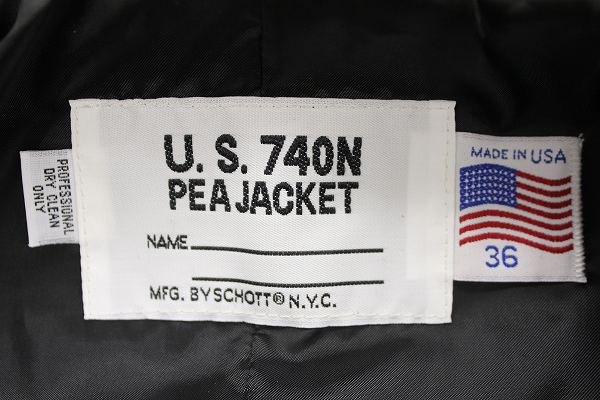 PROFESSIONAL
DRY CLEAN
ONLY
U. S. 740N
PEA JACKET
NAME
MFG. BY SCHOTT® N.Y.C.
MADE IN USA
36